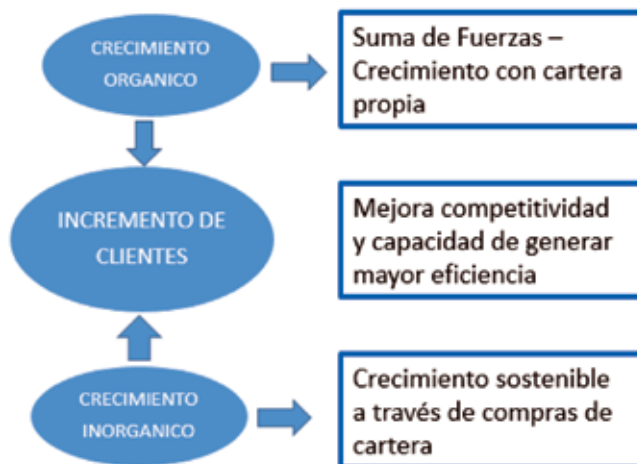 CRECIMIENTO
ORGANICO
Suma de Fuerzas –
Crecimiento con cartera
propia
INCREMENTO DE
CLIENTES
Mejora competitividad
y capacidad de generar
mayor eficiencia
CRECIMIENTO
INORGANICO
Crecimiento sostenible
a través de compras de
cartera